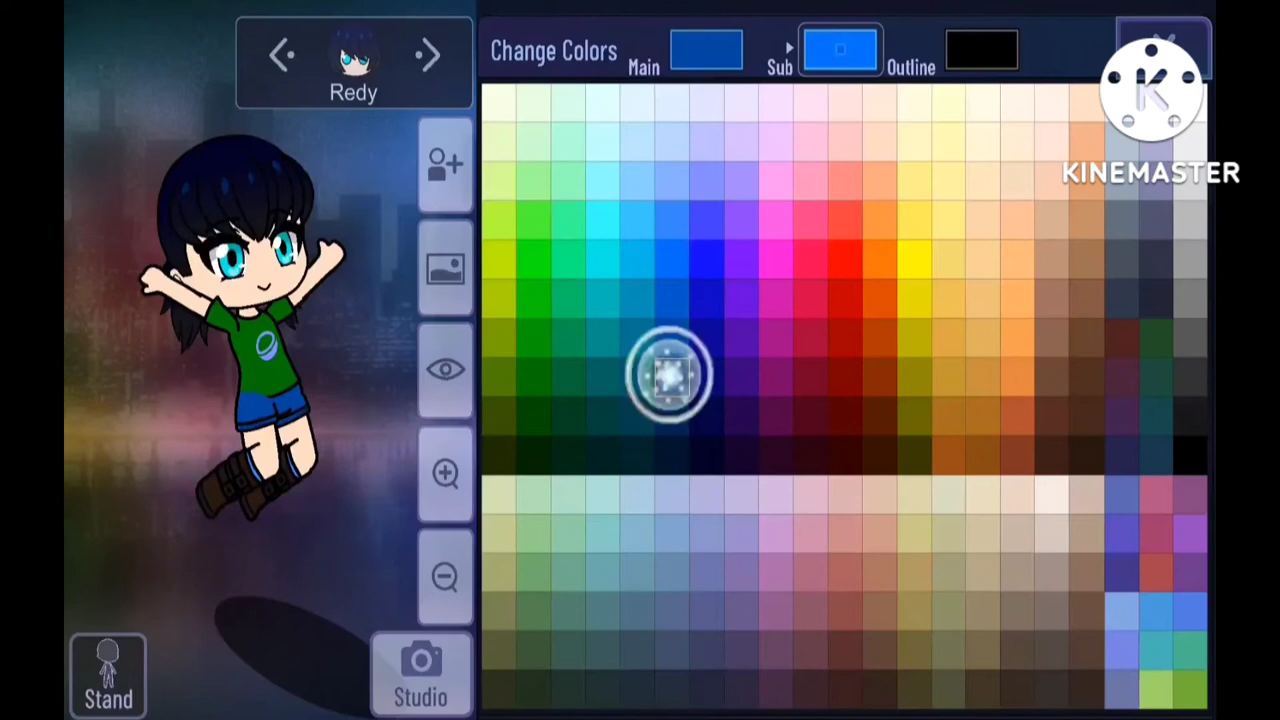 Change Colors
Main
Sub
Outline
Redy
K
KINEMASTER
Stand
Studio